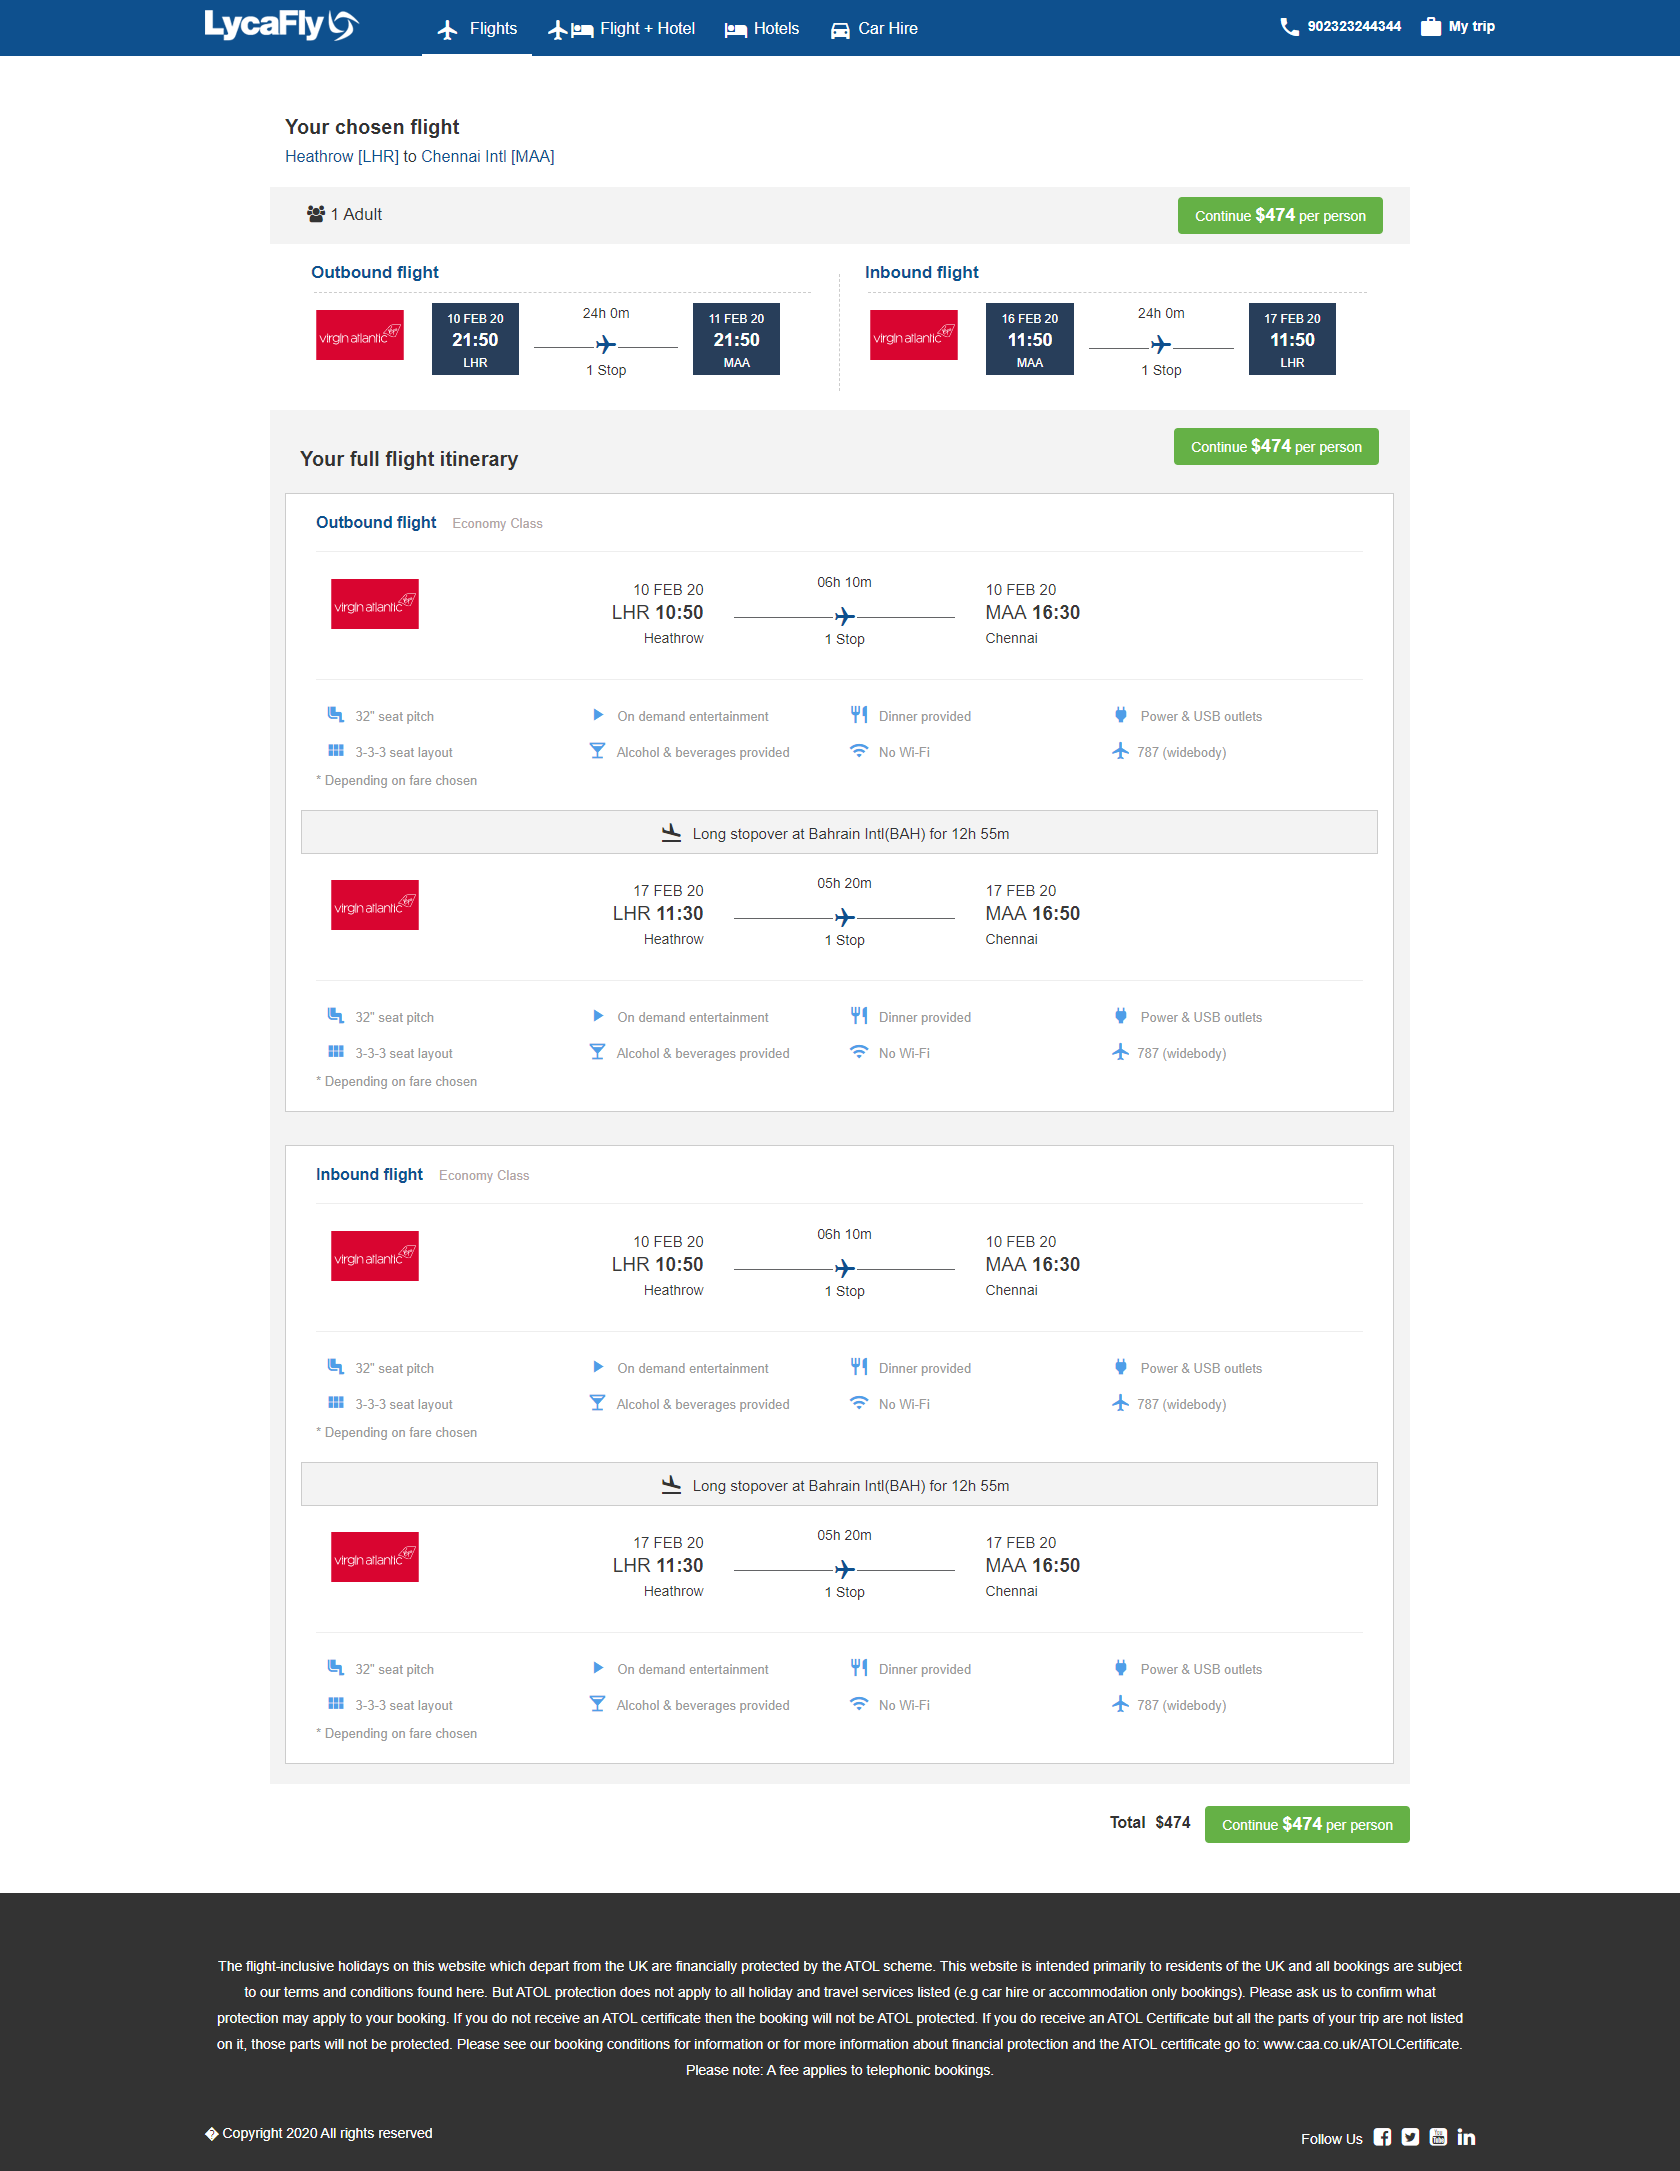 LycaFly
Flights
Flight + Hotel
Hotels
Car Hire
902323244344
My trip
Your chosen flight
Heathrow [LHR] to Chennai Intl [MAA]
1 Adult
Continue $474 per person
Outbound flight
virgin atlantic
10 FEB 20
21:50
LHR
24h 0m
1 Stop
11 FEB 20
21:50
MAA
Inbound flight
virgin atlantic
16 FEB 20
11:50
MAA
24h 0m
1 Stop
17 FEB 20
11:50
LHR
Your full flight itinerary
Continue $474 per person
Outbound flight Economy Class
virgin atlantic
10 FEB 20
LHR 10:50
Heathrow
06h 10m
1 Stop
10 FEB 20
MAA 16:30
Chennai
32" seat pitch
On demand entertainment
Dinner provided
Power & USB outlets
3-3-3 seat layout
Alcohol & beverages provided
No Wi-Fi
787 (widebody)
* Depending on fare chosen
Long stopover at Bahrain Intl(BAH) for 12h 55m
virgin atlantic
17 FEB 20
LHR 11:30
Heathrow
05h 20m
1 Stop
17 FEB 20
MAA 16:50
Chennai
32" seat pitch
On demand entertainment
Dinner provided
Power & USB outlets
3-3-3 seat layout
Alcohol & beverages provided
No Wi-Fi
787 (widebody)
* Depending on fare chosen
Inbound flight Economy Class
virgin atlantic
10 FEB 20
LHR 10:50
Heathrow
06h 10m
1 Stop
10 FEB 20
MAA 16:30
Chennai
32" seat pitch
On demand entertainment
Dinner provided
Power & USB outlets
3-3-3 seat layout
Alcohol & beverages provided
No Wi-Fi
787 (widebody)
* Depending on fare chosen
Long stopover at Bahrain Intl(BAH) for 12h 55m
virgin atlantic
17 FEB 20
LHR 11:30
Heathrow
05h 20m
1 Stop
17 FEB 20
MAA 16:50
Chennai
32" seat pitch
On demand entertainment
Dinner provided
Power & USB outlets
3-3-3 seat layout
Alcohol & beverages provided
No Wi-Fi
787 (widebody)
* Depending on fare chosen
Total $474
Continue $474 per person
The flight-inclusive holidays on this website which depart from the UK are financially protected by the ATOL scheme. This website is intended primarily to residents of the UK and all bookings are subject
to our terms and conditions found here. But ATOL protection does not apply to all holiday and travel services listed (e.g car hire or accommodation only bookings). Please ask us to confirm what
protection may apply to your booking. If you do not receive an ATOL certificate then the booking will not be ATOL protected. If you do receive an ATOL Certificate but all the parts of your trip are not listed
on it, those parts will not be protected. Please see our booking conditions for information or for more information about financial protection and the ATOL certificate go to: www.caa.co.uk/ATOLCertificate.
Please note: A fee applies to telephonic bookings.
� Copyright 2020 All rights reserved
Follow Us